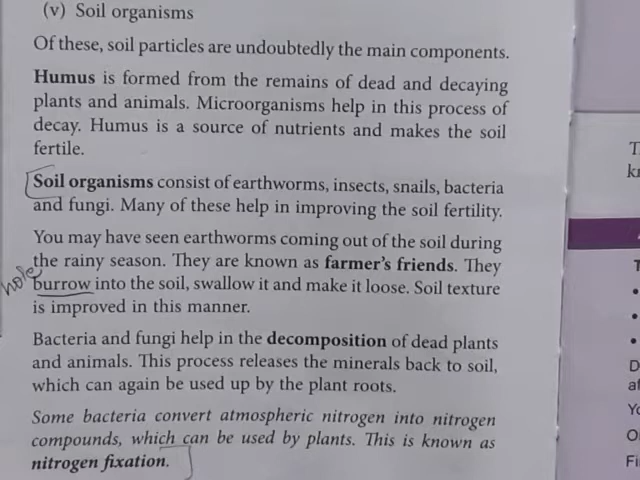 (v) Soil organisms
Of these, soil particles are undoubtedly the main components.
Humus is formed from the remains of dead and decaying
plants and animals. Microorganisms help in this process of
decay. Humus is a source of nutrients and makes the soil
fertile.
Soil organisms consist of earthworms, insects, snails, bacteria
and fungi. Many of these help in improving the soil fertility.
You may have seen earthworms coming out of the soil during
the rainy season. They are known as farmer's friends. They
hole
burrow into the soil, swallow it and make it loose. Soil texture
is improved in this manner.
Bacteria and fungi help in the decomposition of dead plants
and animals. This process releases the minerals back to soil,
which can again be used up by the plant roots.
Some bacteria convert atmospheric nitrogen into nitrogen
compounds, which can be used by plants. This is known as
nitrogen fixation.